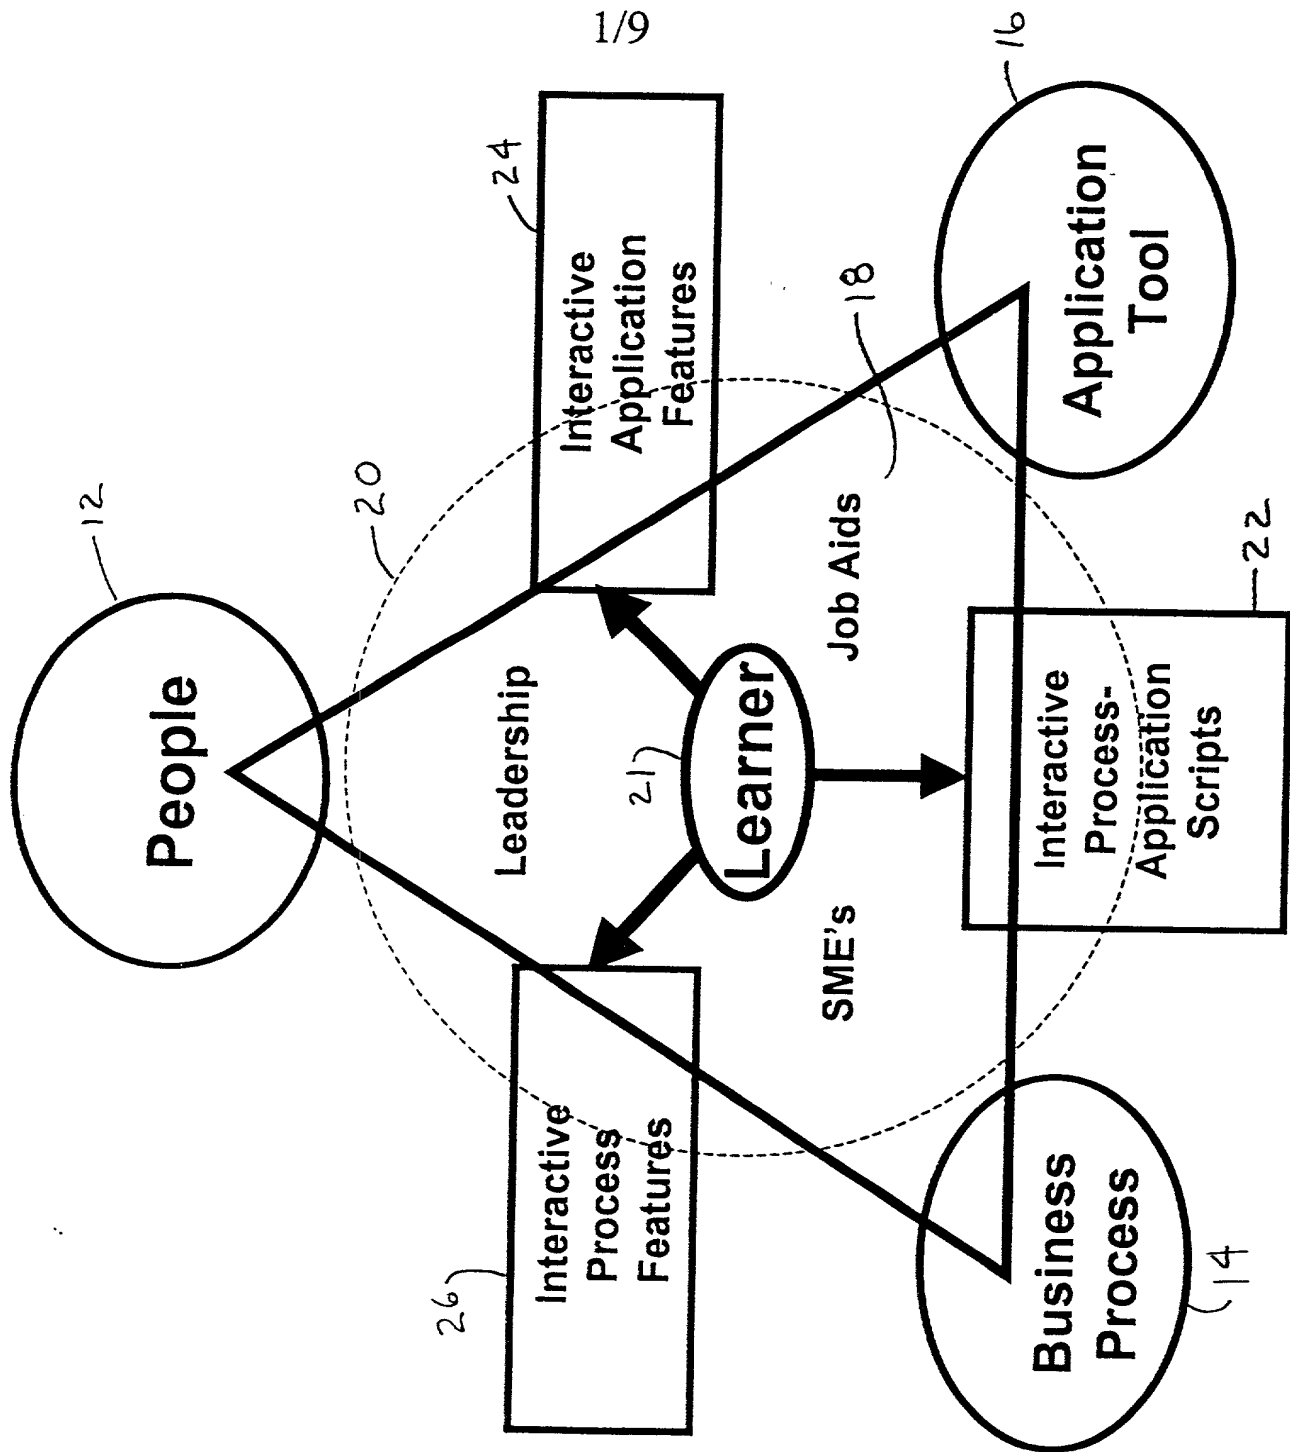 1/9
12
People
20
24
Interactive
Application
Features
Leadership
26
Interactive
Process
Features
21
Learner
Job Aids
18
SME's
16
Application
Tool
22
Interactive
Process-
Application
Scripts
Business
Process
14